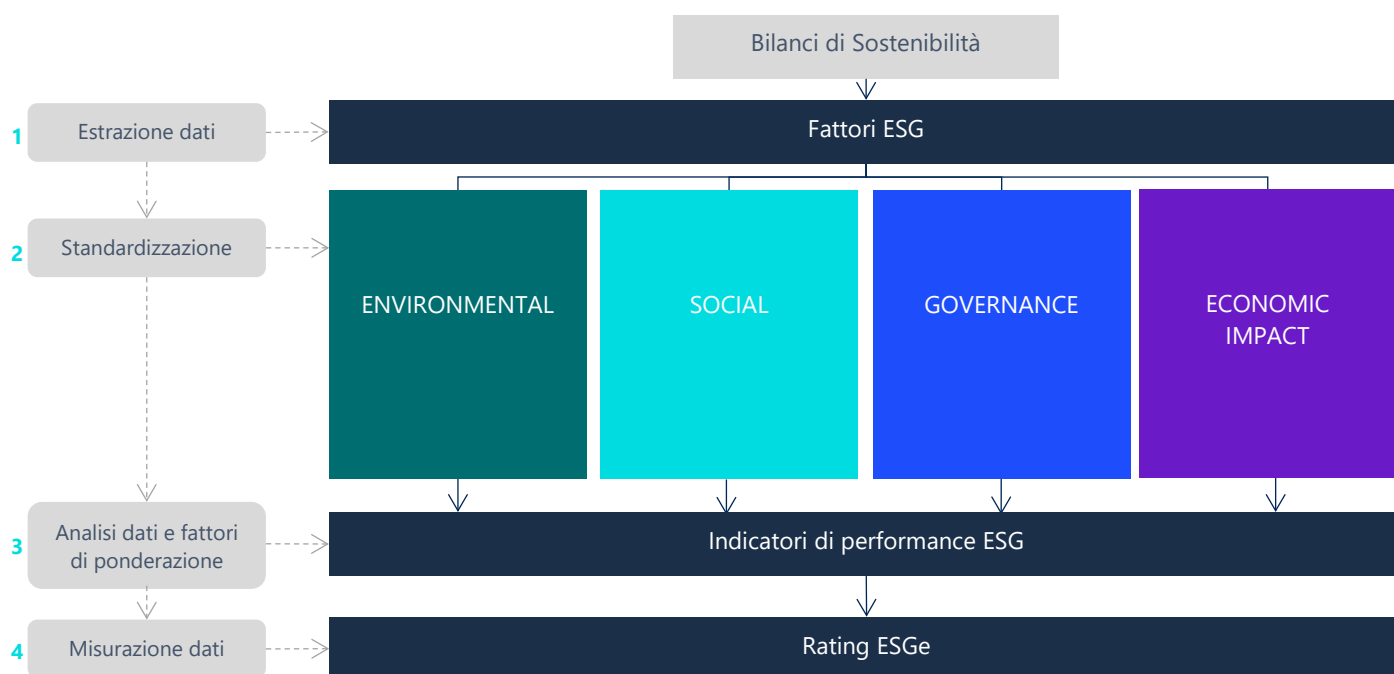 Bilanci di Sostenibilità
1
Estrazione dati
Fattori ESG
2
Standardizzazione
ENVIRONMENTAL
SOCIAL
GOVERNANCE
ECONOMIC
IMPACT
3
Analisi dati e fattori
di ponderazione
Indicatori di performance ESG
4
Misurazione dati
Rating ESGe